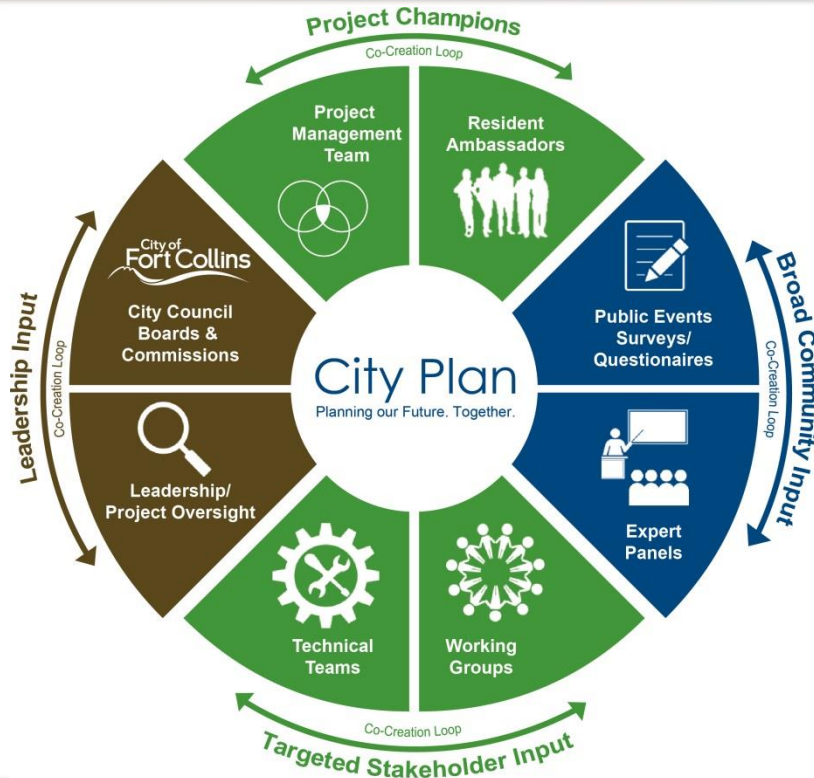 Project Champions
Co-Creation Loop
Project
Management
Team
Resident
Ambassadors
Broad Community Input
Co-Creation Loop
Public Events
Surveys/
Questionaires
Expert
Panels
Targeted Stakeholder Input
Co-Creation Loop
Working
Groups
Technical
Teams
Leadership Input
Co-Creation Loop
Leadership/
Project Oversight
City of
Fort Collins
City Council
Boards &
Commissions
City Plan
Planning our Future. Together.